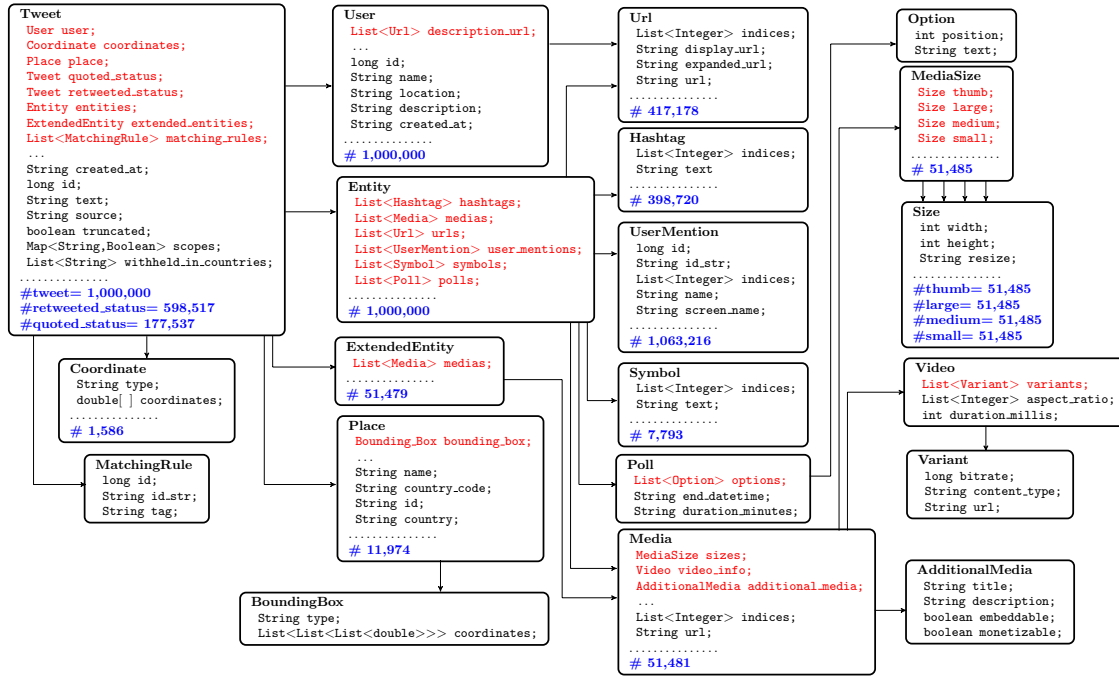 Tweet
User user;
Coordinate coordinates;
Place place;
Tweet quoted_status;
Tweet retweeted_status;
Entity entities;
ExtendedEntity extended_entities;
List<MatchingRule> matching_rules;
...
String created_at;
long id;
String text;
String source;
boolean truncated;
Map<String,Boolean> scopes;
List<String> withheld_in_countries;
..............
#tweet= 1,000,000
#retweeted_status= 598,517
#quoted_status= 177,537
Coordinate
String type;
double[ ] coordinates;
..............
# 1,586
MatchingRule
long id;
String id_str;
String tag;
User
List<Url> description_url;
...
long id;
String name;
String location;
String description;
String created_at;
..............
# 1,000,000
Entity
List<Hashtag> hashtags;
List<Media> medias;
List<Url> urls;
List<UserMention> user_mentions;
List<Symbol> symbols;
List<Poll> polls;
..............
# 1,000,000
ExtendedEntity
List<Media> medias;
..............
# 51,479
Place
Bounding_Box bounding_box;
...
String name;
String country_code;
String id;
String country;
..............
# 11,974
BoundingBox
String type;
List<List<List<double>>> coordinates;
Url
List<Integer> indices;
String display_url;
String expanded_url;
String url;
..............
# 417,178
Hashtag
List<Integer> indices;
String text
..............
# 398,720
UserMention
long id;
String id_str;
List<Integer> indices;
String name;
String screen_name;
..............
# 1,063,216
Symbol
List<Integer> indices;
String text;
..............
# 7,793
Poll
List<Option> options;
String end_datetime;
String duration_minutes;
Media
MediaSize sizes;
Video video_info;
AdditionalMedia additional_media;
...
List<Integer> indices;
String url;
..............
# 51,481
Option
int position;
String text;
MediaSize
Size thumb;
Size large;
Size medium;
Size small;
..............
# 51,485
Size
int width;
int height;
String resize;
..............
#thumb= 51,485
#large= 51,485
#medium= 51,485
#small= 51,485
Video
List<Variant> variants;
List<Integer> aspect_ratio;
int duration_millis;
Variant
long bitrate;
String content_type;
String url;
AdditionalMedia
String title;
String description;
boolean embeddable;
boolean monetizable;